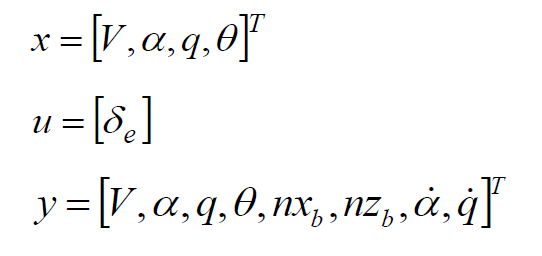 x = [V, α, q, θ]^T
u = [δ_e]
y = [V, α, q, θ, nx_b, nz_b, α̇, q̇]^T